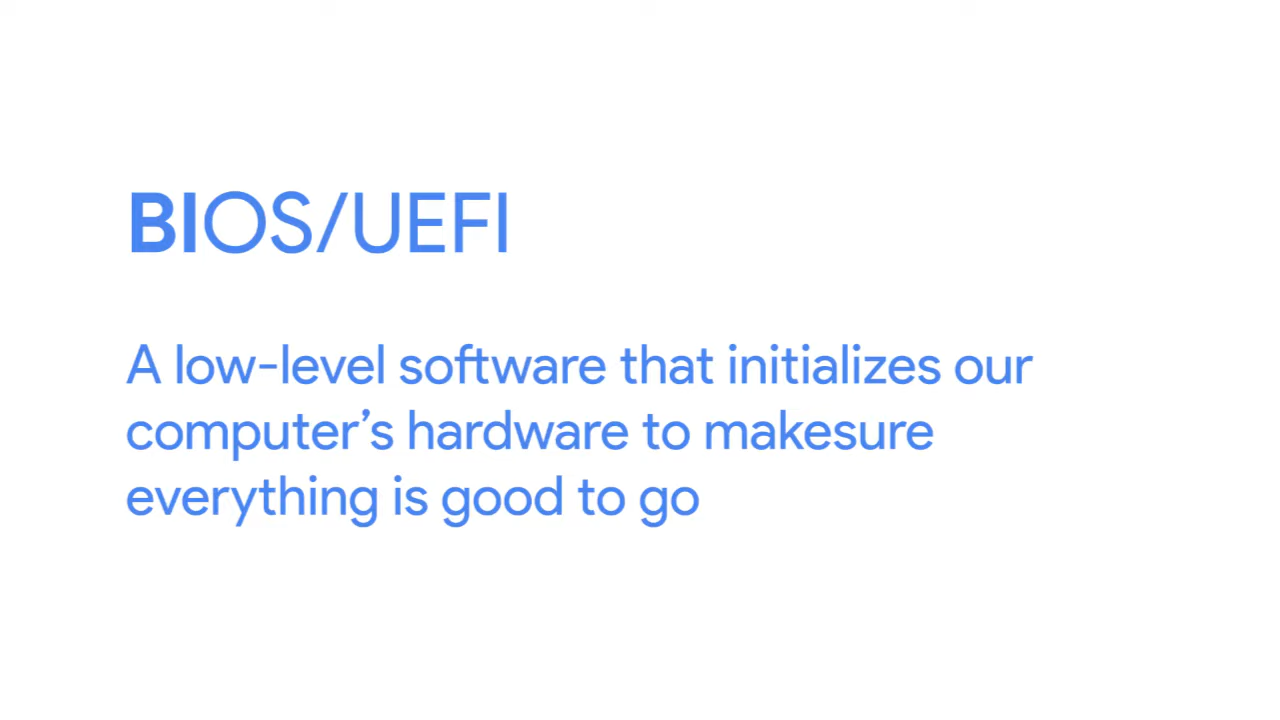 BIOS/UEFI
A low-level software that initializes our
computer’s hardware to makesure
everything is good to go